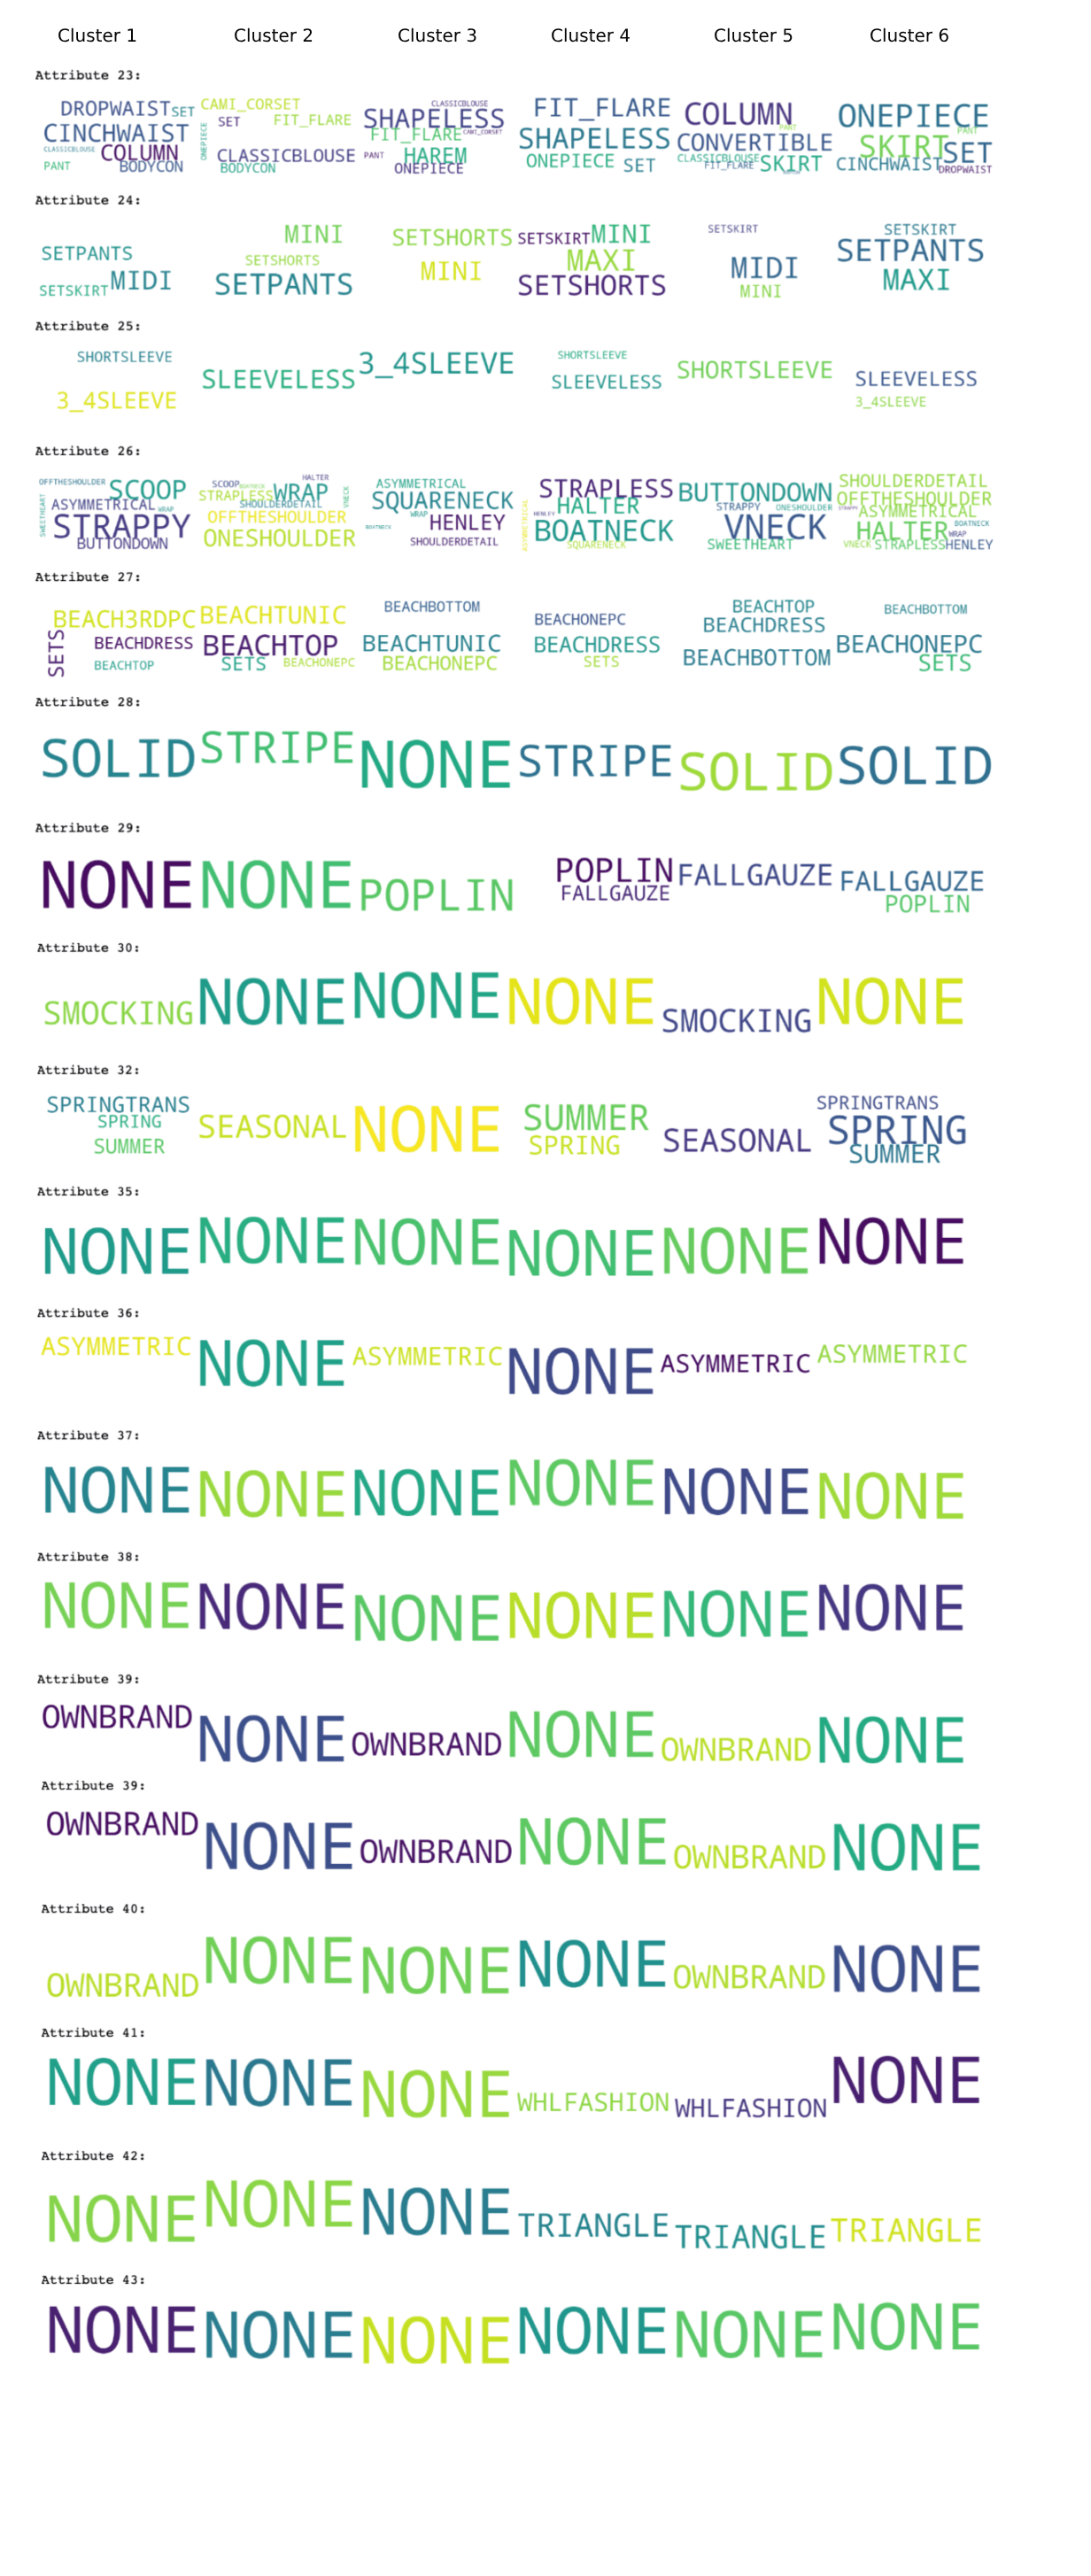 Cluster 1 Cluster 2 Cluster 3 Cluster 4 Cluster 5 Cluster 6
Attribute 23:
DROPWAIST SET CINCHWAIST CLASSICBLOUSE COLUMN PANT BODYCON
CAMI_CORSET SET FIT_FLARE ONEPIECE CLASSICBLOUSE BODYCON
CLASSICBLOUSE SHAPELESS FIT_FLARE CAMI_CORSET PANT HAREM ONEPIECE
FIT_FLARE SHAPELESS ONEPIECE SET
COLUMN PANT CONVERTIBLE CLASSICBLOUSE FIT_FLARE SKIRT
ONEPIECE PANT SKIRT SET CINCHWAIST DROPWAIST
Attribute 24:
SETPANTS SETSKIRT MIDI
MINI SETSHORTS SETPANTS
SETSHORTS MINI
SETSKIRT MINI MAXI SETSHORTS
SETSKIRT MIDI MINI
SETSKIRT SETPANTS MAXI
Attribute 25:
SHORTSLEEVE 3_4SLEEVE
SLEEVELESS
3_4SLEEVE
SHORTSLEEVE SLEEVELESS
SHORTSLEEVE
SLEEVELESS 3_4SLEEVE
Attribute 26:
OFFTHESHOULDER SCOOP SWEETHEART ASYMMETRICAL WRAP STRAPPY BUTTONDOWN
SCOOP BOATNECK HALTER STRAPLESS WRAP VNECK SHOULDERDETAIL OFFTHESHOULDER ONESHOULDER
ASYMMETRICAL SQUARENECK WRAP HENLEY BOATNECK SHOULDERDETAIL
STRAPLESS HALTER HENLEY ASYMMETRICAL BOATNECK SQUARENECK
BUTTONDOWN STRAPPY ONESHOULDER VNECK SWEETHEART
SHOULDERDETAIL OFFTHESHOULDER STRAPPY ASYMMETRICAL HALTER BOATNECK WRAP VNECK STRAPLESS HENLEY
Attribute 27:
BEACH3RDPC SETS BEACHDRESS BEACHTOP
BEACHTUNIC BEACHTOP SETS BEACHONEPC
BEACHBOTTOM BEACHTUNIC BEACHONEPC
BEACHONEPC BEACHDRESS SETS
BEACHTOP BEACHDRESS BEACHBOTTOM
BEACHBOTTOM BEACHONEPC SETS
Attribute 28:
SOLID STRIPE NONE STRIPE SOLID SOLID
Attribute 29:
NONE NONE POPLIN POPLIN FALLGAUZE FALLGAUZE FALLGAUZE POPLIN
Attribute 30:
SMOCKING NONE NONE NONE SMOCKING NONE
Attribute 32:
SPRINGTRANS SPRING SUMMER
SEASONAL
NONE
SUMMER SPRING
SEASONAL
SPRINGTRANS SPRING SUMMER
Attribute 35:
NONE NONE NONE NONE NONE NONE
Attribute 36:
ASYMMETRIC NONE ASYMMETRIC NONE ASYMMETRIC ASYMMETRIC
Attribute 37:
NONE NONE NONE NONE NONE NONE
Attribute 38:
NONE NONE NONE NONE NONE NONE
Attribute 39:
OWNBRAND NONE OWNBRAND NONE OWNBRAND NONE
Attribute 39:
OWNBRAND NONE OWNBRAND NONE OWNBRAND NONE
Attribute 40:
OWNBRAND NONE NONE NONE OWNBRAND NONE
Attribute 41:
NONE NONE NONE WHLFASHION WHLFASHION NONE
Attribute 42:
NONE NONE NONE TRIANGLE TRIANGLE TRIANGLE
Attribute 43:
NONE NONE NONE NONE NONE NONE